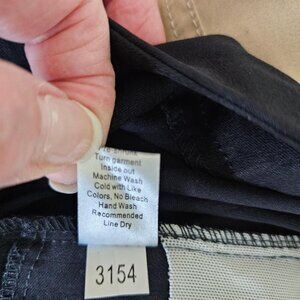 Turn garment
Inside out
Machine Wash
Cold with Like
Colors, No Bleach
Hand Wash
Recommended
Line Dry
3154